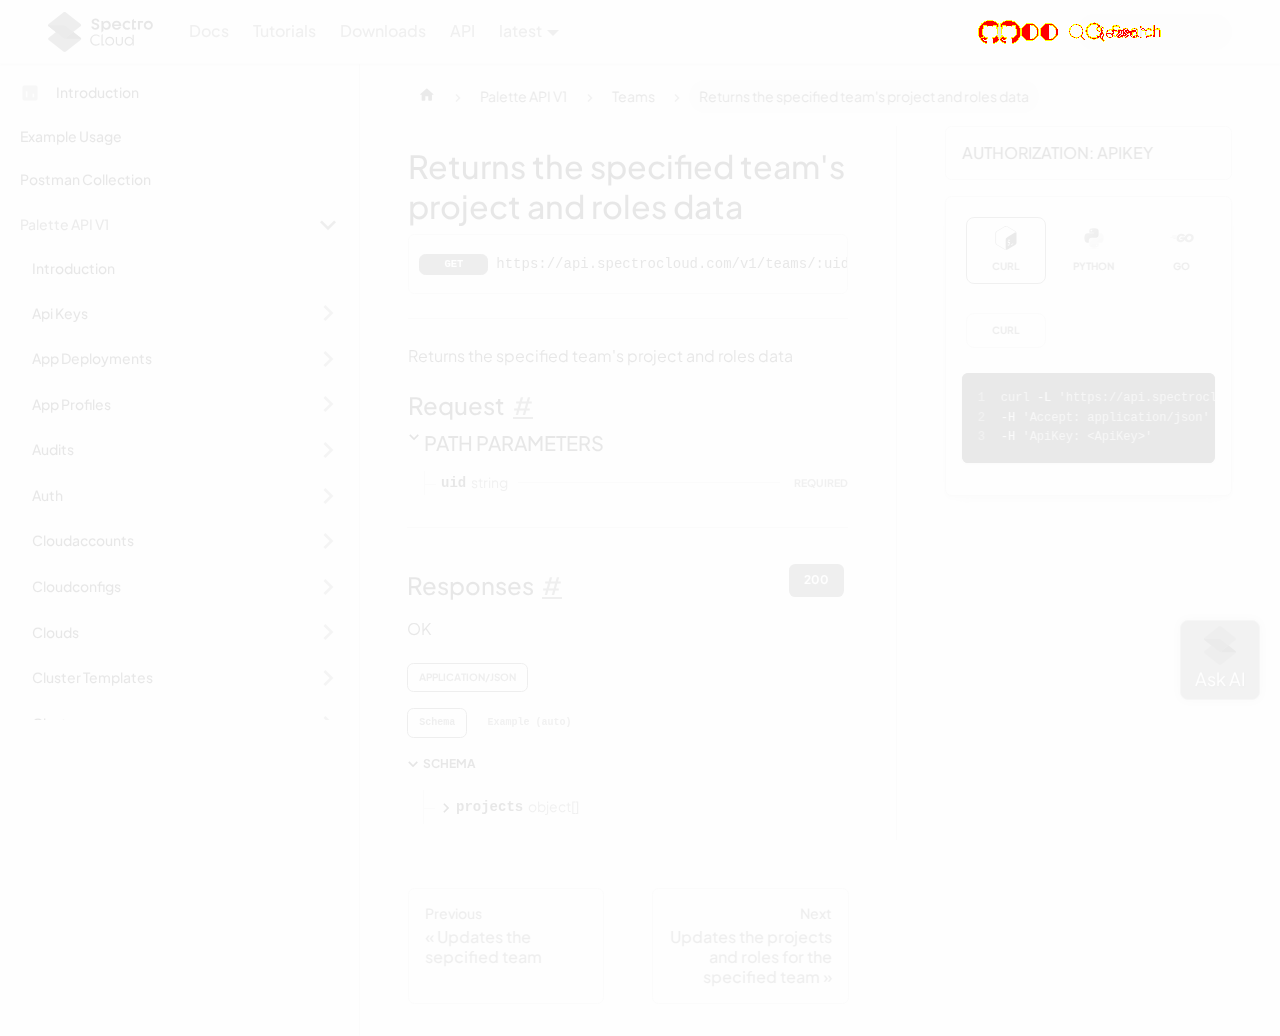 Spectro Cloud
Docs Tutorials Downloads API latest
Introduction
Example Usage
Postman Collection
Palette API V1
Introduction
Api Keys
App Deployments
App Profiles
Audits
Auth
Cloudaccounts
Cloudconfigs
Clouds
Cluster Templates
Palette API V1 Teams Returns the specified team's project and roles data
Returns the specified team's
project and roles data
GET https://api.spectrocloud.com/v1/teams/:uid
Returns the specified team's project and roles data
Request #
PATH PARAMETERS
uid string REQUIRED
Responses #
200
OK
APPLICATION/JSON
Schema Example (auto)
SCHEMA
projects object[]
Previous
« Updates the
sepcified team
Next
Updates the projects
and roles for the
specified team »
AUTHORIZATION: APIKEY
CURL PYTHON GO
GO
CURL
1 curl -L 'https://api.spectrocl
2 -H 'Accept: application/json'
3 -H 'ApiKey: <ApiKey>'
Ask AI